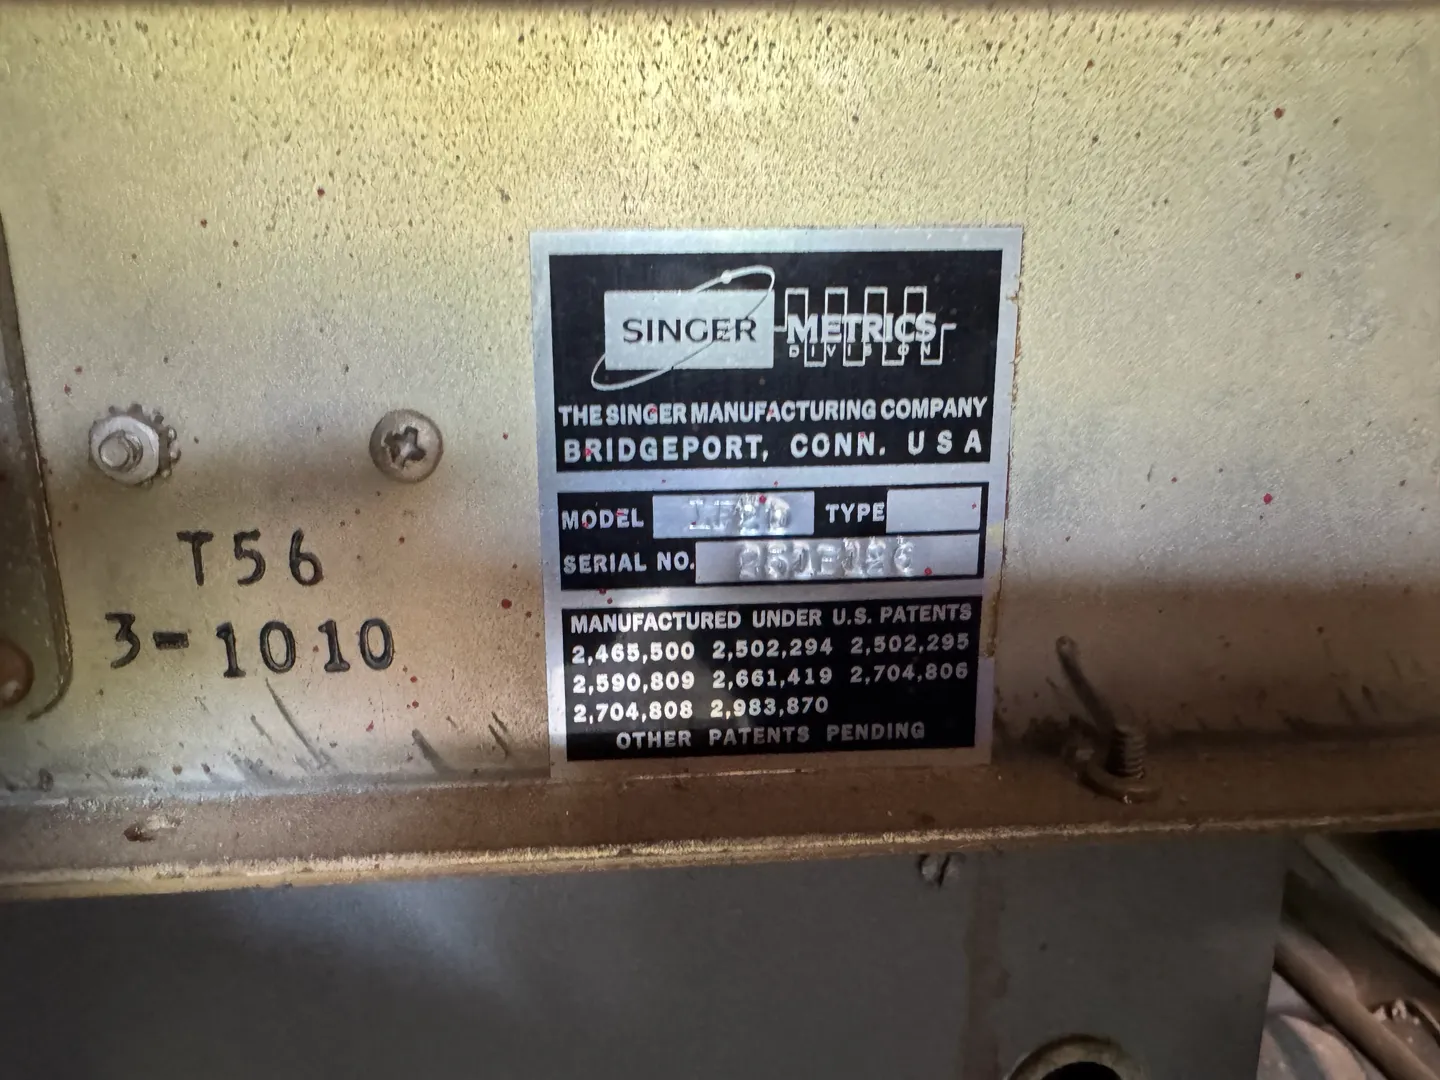 SINGER METRICS
DIVISION
THE SINGER MANUFACTURING COMPANY
BRIDGEPORT, CONN. USA
MODEL TYPE
SERIAL NO.
MANUFACTURED UNDER U.S. PATENTS
2,465,500 2,502,294 2,502,295
2,590,809 2,661,419 2,704,806
2,704,808 2,983,870
OTHER PATENTS PENDING
T56
3-1010